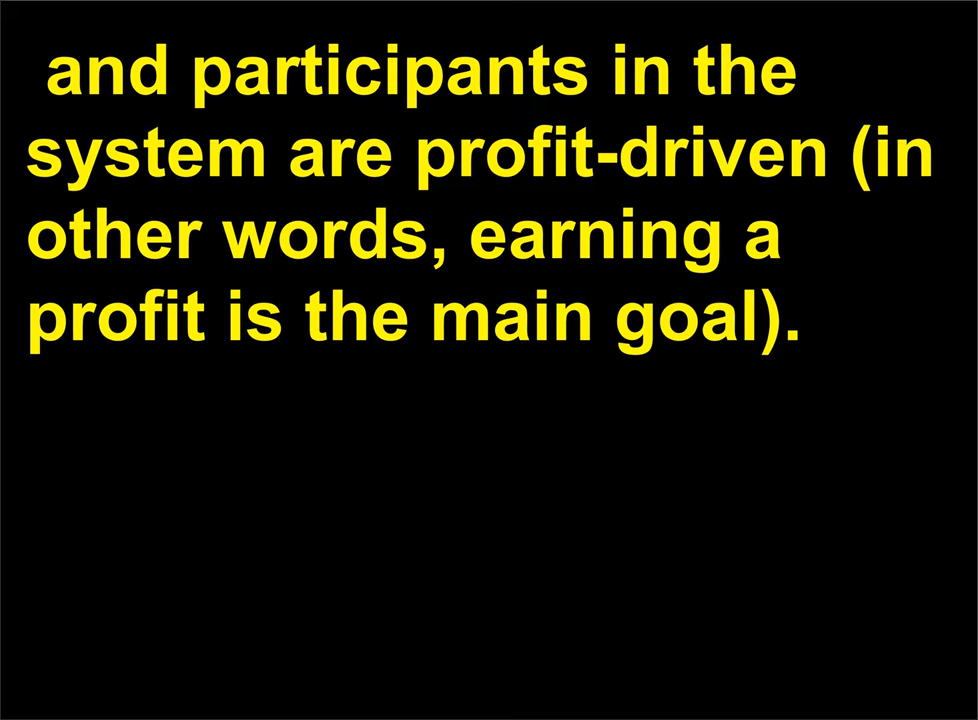 and participants in the
system are profit-driven (in
other words, earning a
profit is the main goal).